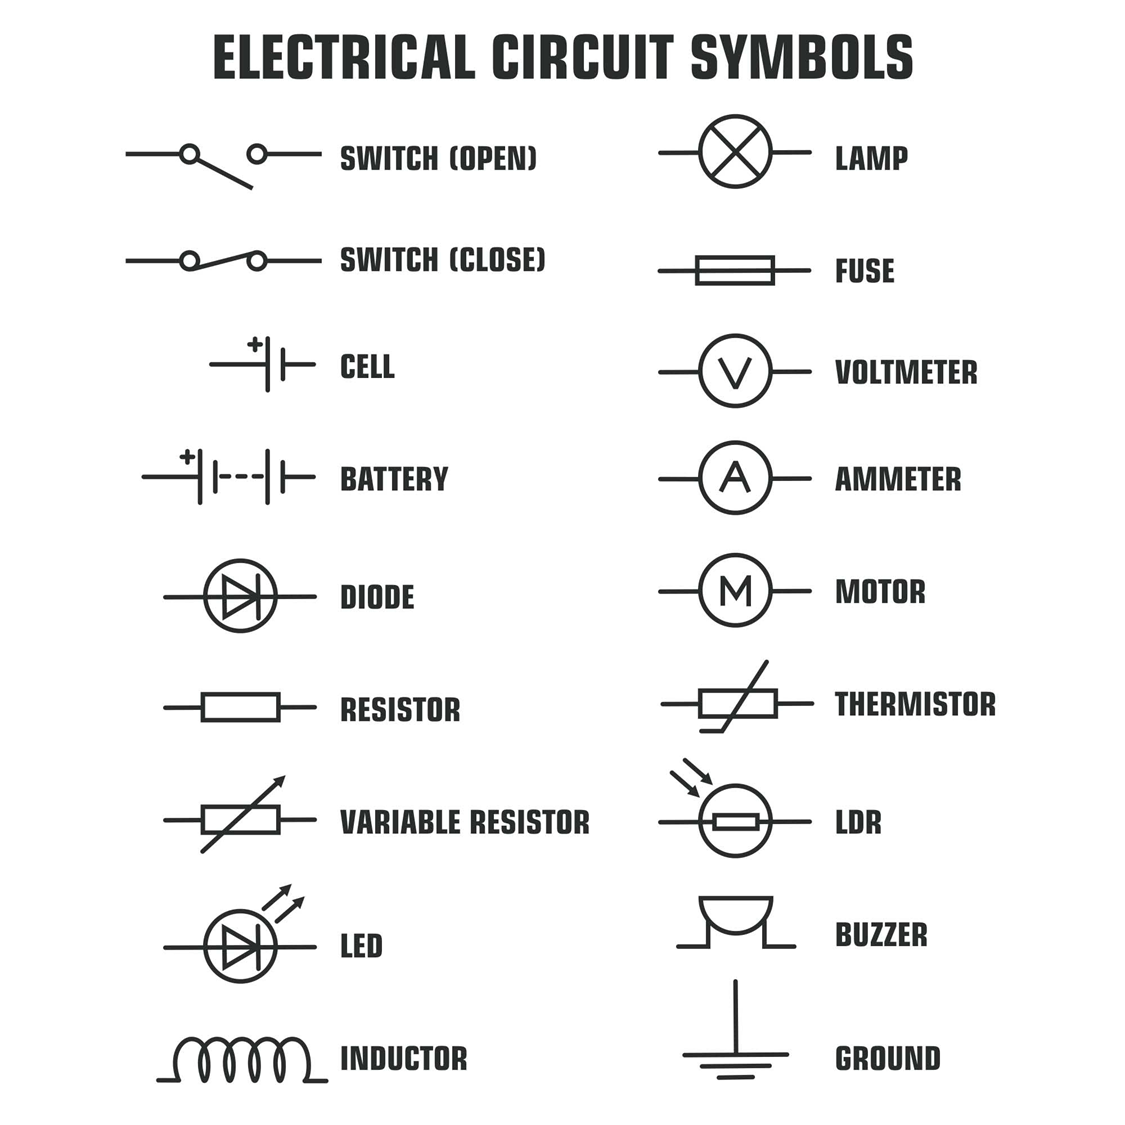 ELECTRICAL CIRCUIT SYMBOLS
SWITCH (OPEN)
SWITCH (CLOSE)
+
CELL
+
BATTERY
DIODE
RESISTOR
VARIABLE RESISTOR
LED
INDUCTOR
LAMP
FUSE
V
VOLTMETER
A
AMMETER
M
MOTOR
THERMISTOR
LDR
BUZZER
GROUND